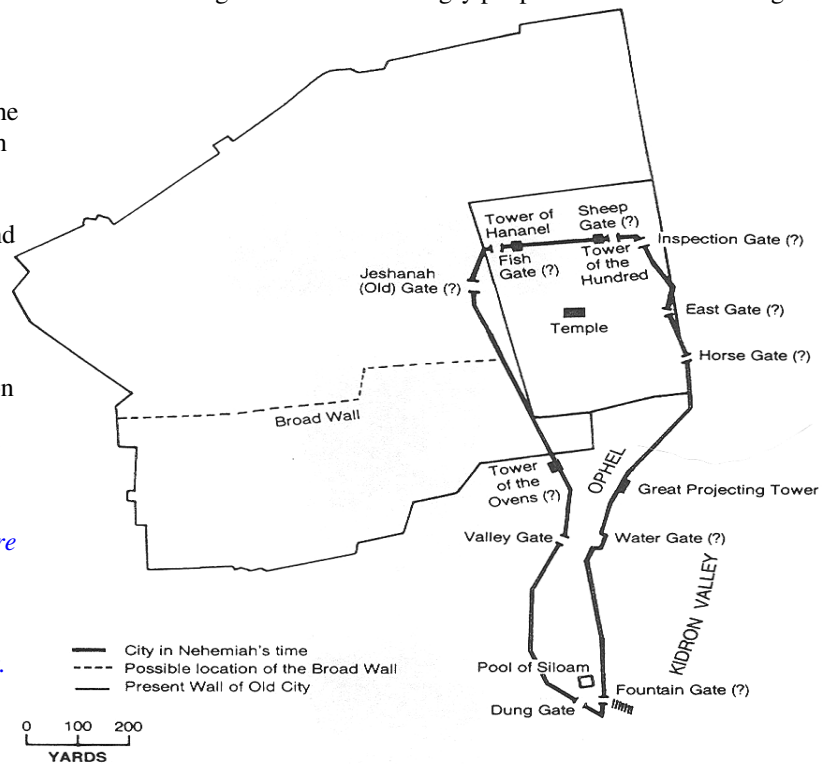 Tower of
Hananel
Sheep
Gate (?)
Fish
Gate (?)
Tower
of the
Hundred
Inspection Gate (?)
Jeshanah
(Old) Gate (?)
East Gate (?)
Temple
Horse Gate (?)
on
Broad Wall
Tower
of the
Ovens (?)
OPHEL
Great Projecting Tower
Valley Gate
Water Gate (?)
KIDRON VALLEY
City in Nehemiah's time
Possible location of the Broad Wall
Present Wall of Old City
Pool of Siloam
Fountain Gate (?)
Dung Gate
0 100 200
YARDS